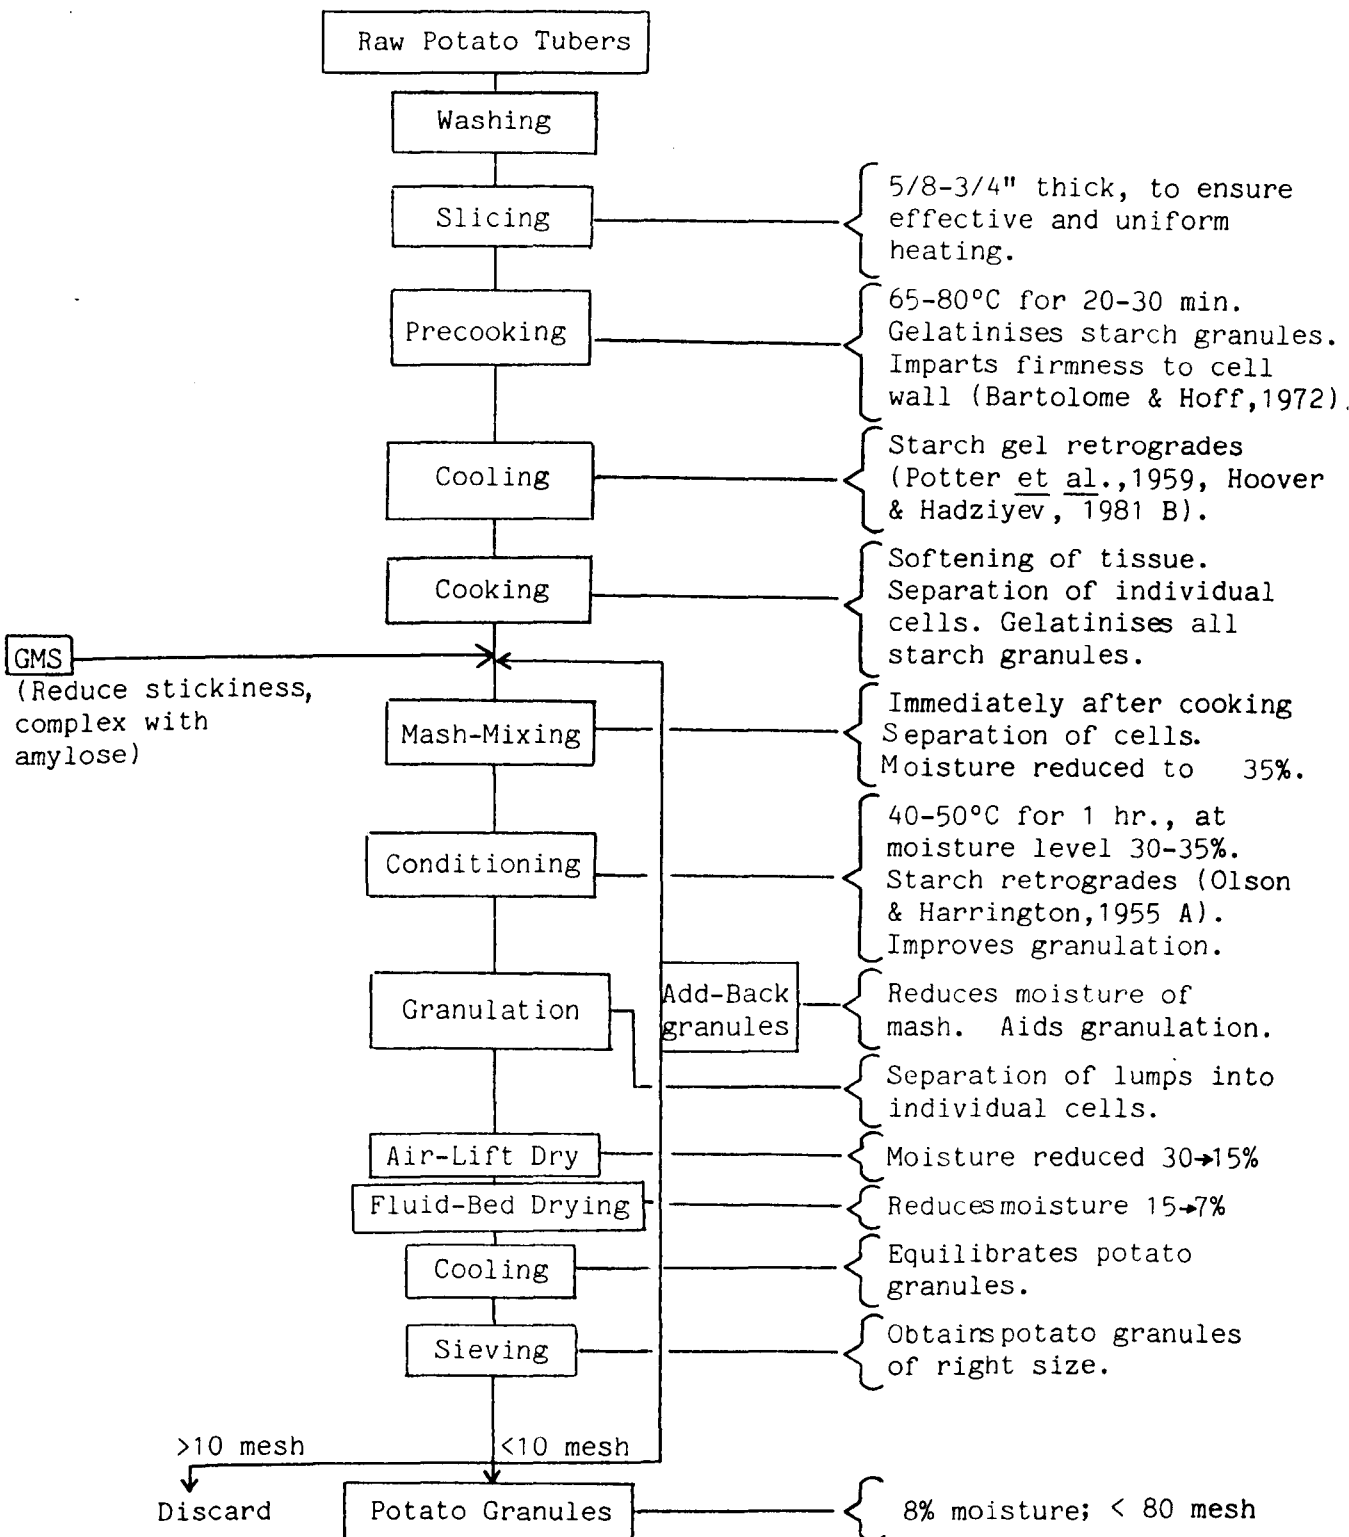 Raw Potato Tubers
Washing
Slicing
5/8-3/4" thick, to ensure
effective and uniform
heating.
Precooking
65-80°C for 20-30 min.
Gelatinises starch granules.
Imparts firmness to cell
wall (Bartolome & Hoff,1972).
Cooling
Starch gel retrogrades
(Potter et al.,1959, Hoover
& Hadziyev, 1981 B).
Cooking
Softening of tissue.
Separation of individual
cells. Gelatinises all
starch granules.
GMS
(Reduce stickiness,
complex with
amylose)
Mash-Mixing
Immediately after cooking
Separation of cells.
Moisture reduced to 35%.
Conditioning
40-50°C for 1 hr., at
moisture level 30-35%.
Starch retrogrades (Olson
& Harrington,1955 A).
Improves granulation.
Granulation
Add-Back
granules
Reduces moisture of
mash. Aids granulation.
Separation of lumps into
individual cells.
Air-Lift Dry
Moisture reduced 30→15%
Fluid-Bed Drying
Reduces moisture 15→7%
Cooling
Equilibrates potato
granules.
Sieving
Obtains potato granules
of right size.
>10 mesh
<10 mesh
Discard
Potato Granules
8% moisture; < 80 mesh